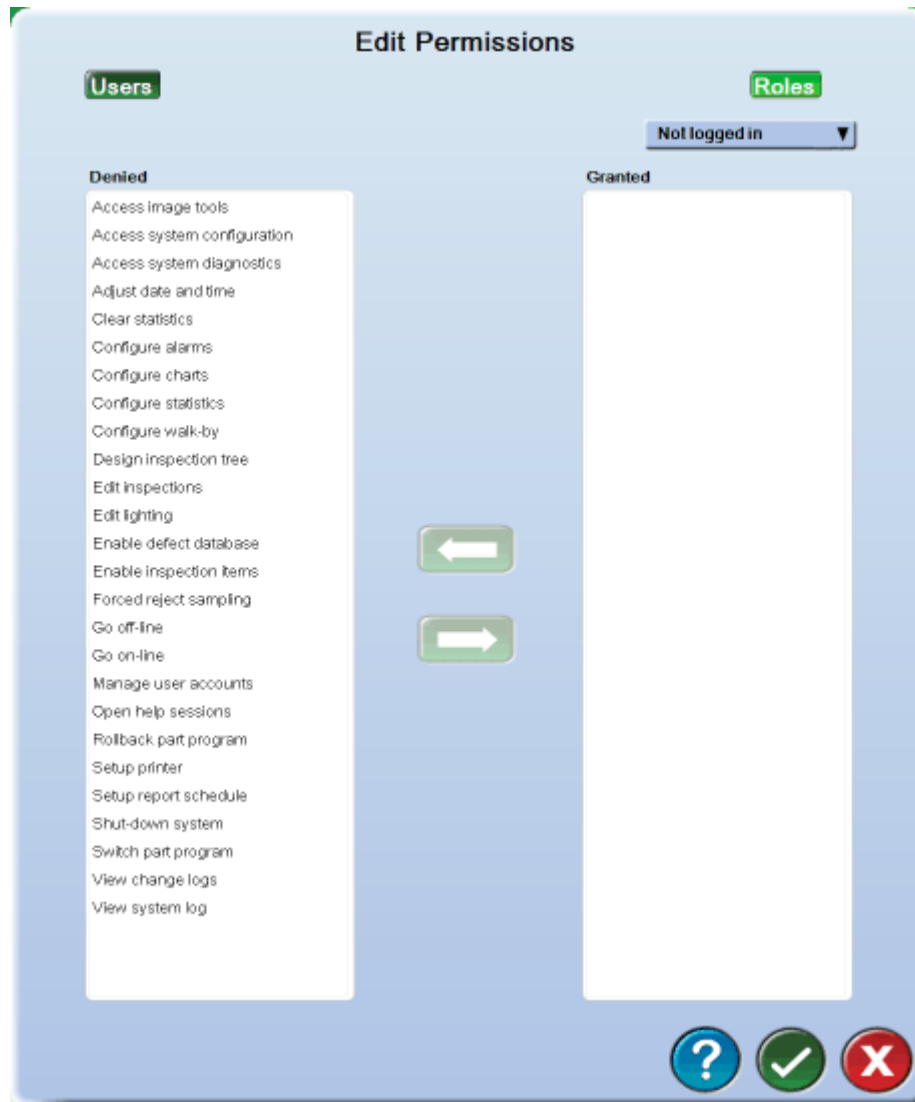 Edit Permissions
Users
Roles
Not logged in
Denied
Granted
Access image tools
Access system configuration
Access system diagnostics
Adjust date and time
Clear statistics
Configure alarms
Configure charts
Configure statistics
Configure walk-by
Design inspection tree
Edit inspections
Edit lighting
Enable defect database
Enable inspection items
Forced reject sampling
Go off-line
Go on-line
Manage user accounts
Open help sessions
Rollback part program
Setup printer
Setup report schedule
Shut-down system
Switch part program
View change logs
View system log
?